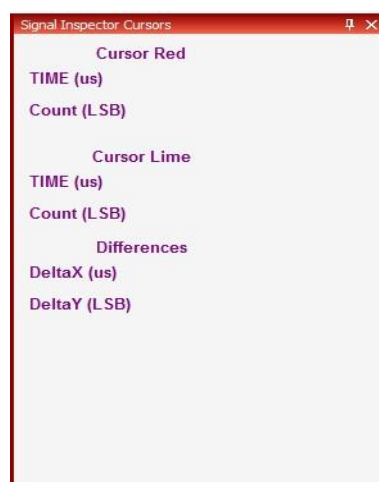 Signal Inspector Cursors
Cursor Red
TIME (us)
Count (LSB)
Cursor Lime
TIME (us)
Count (LSB)
Differences
DeltaX (us)
DeltaY (LSB)